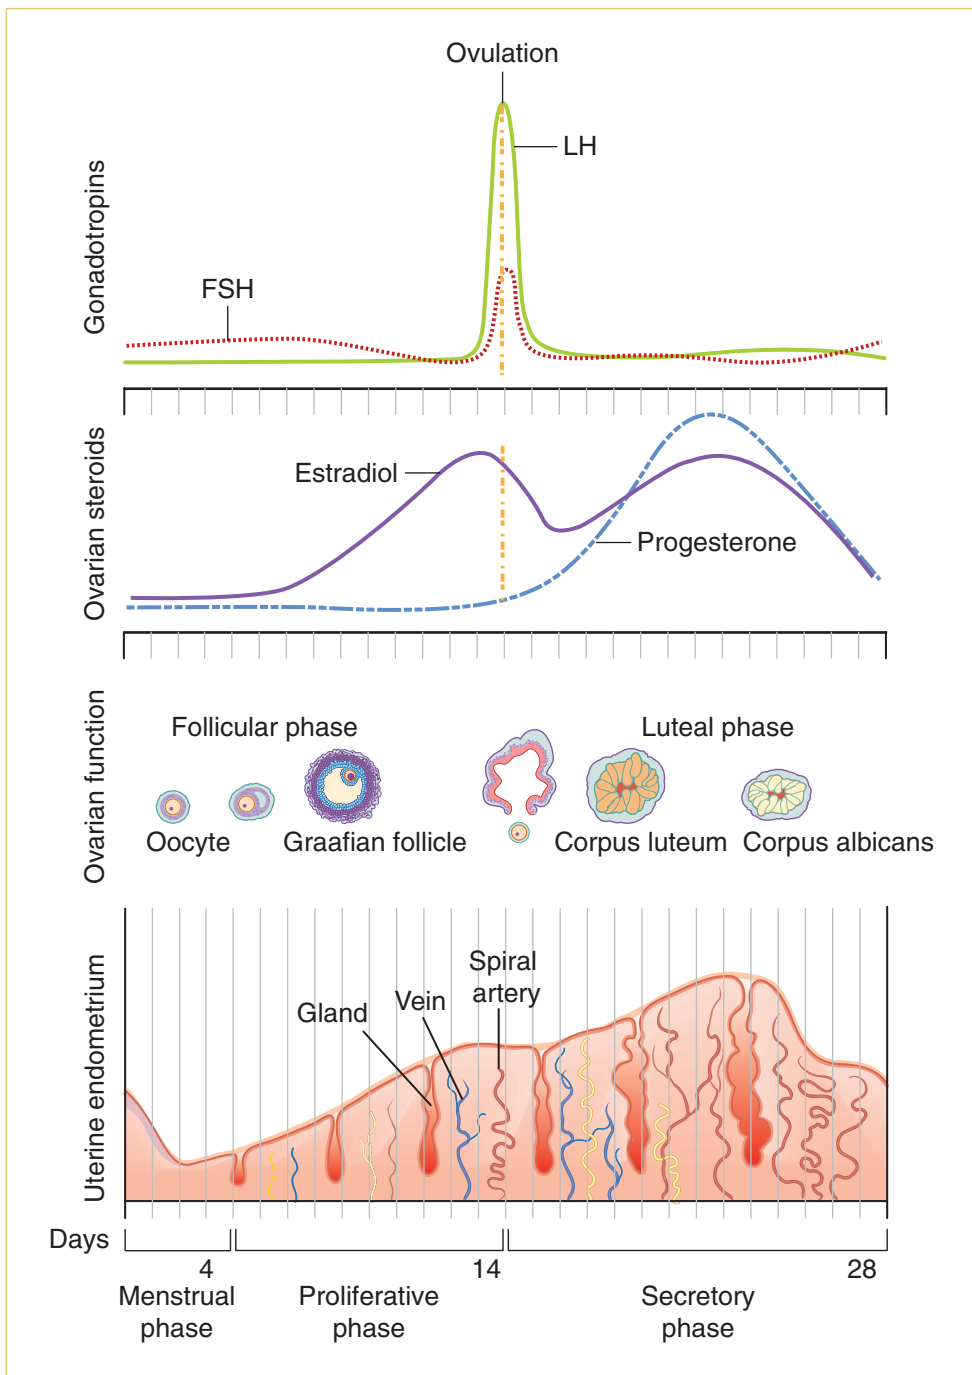 Ovulation
LH
FSH
Gonadotropins
Estradiol
Progesterone
Ovarian steroids
Follicular phase
Luteal phase
Oocyte
Graafian follicle
Corpus luteum
Corpus albicans
Ovarian function
Spiral
artery
Vein
Gland
Uterine endometrium
Days
4
14
28
Menstrual
phase
Proliferative
phase
Secretory
phase